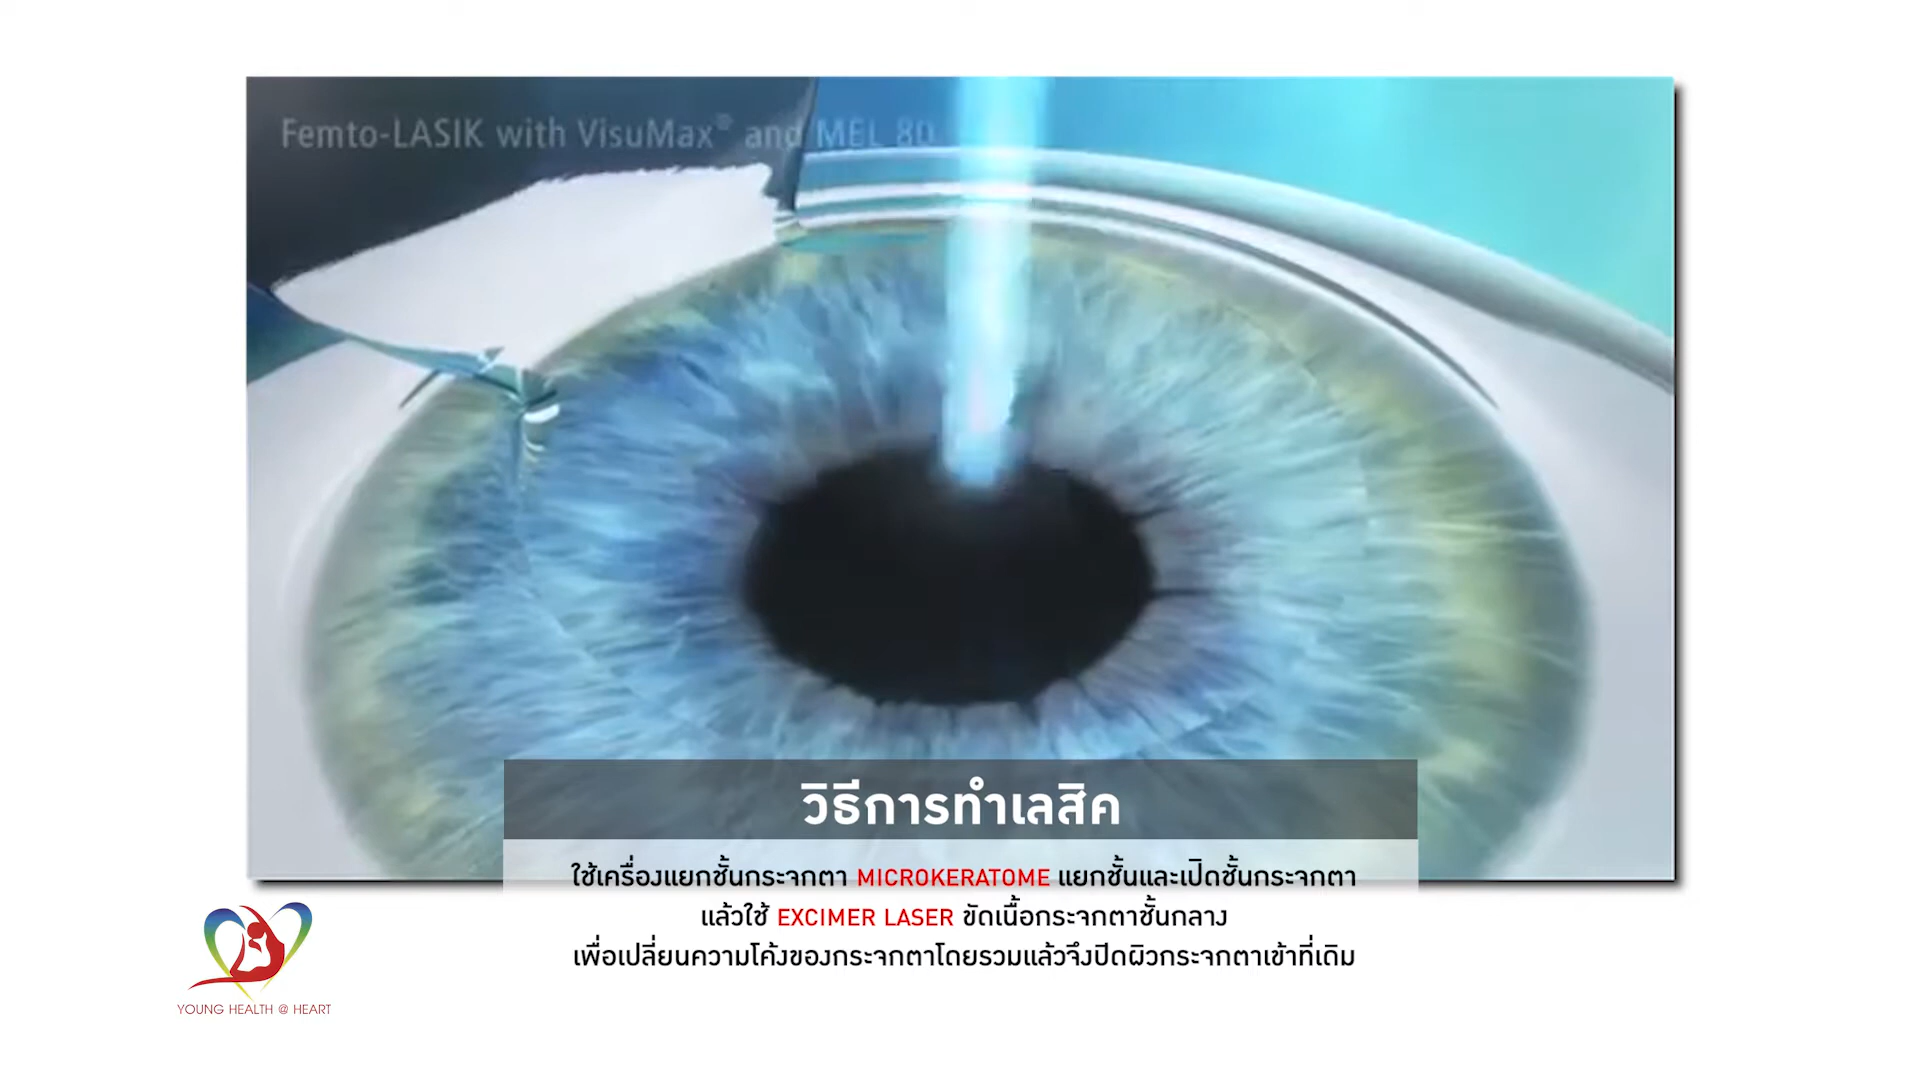 Femto-LASIK with VisuMax® and MEL 80
วิธีการทำเลสิค
ใช้เครื่องแยกชั้นกระจกตา MICROKERATOME แยกชั้นและเปิดชั้นกระจกตา
แล้วใช้ EXCIMER LASER ขัดเนื้อกระจกตาชั้นกลาง
เพื่อเปลี่ยนความโค้งของกระจกตาโดยรวมแล้วจึงปิดผิวกระจกตาเข้าที่เดิม
YOUNG HEALTH @ HEART